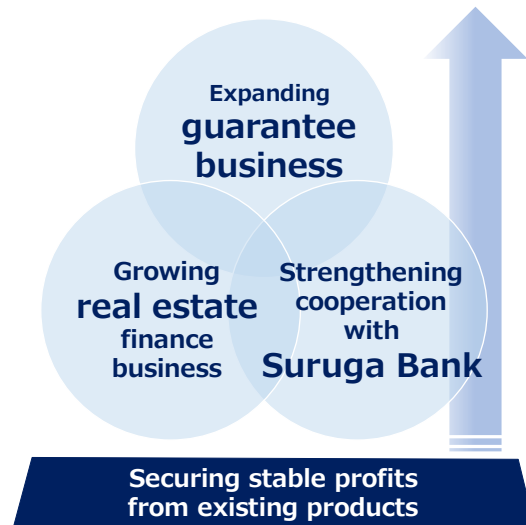 Expanding
guarantee
business
Growing
real estate
finance
business
Strengthening
cooperation
with
Suruga Bank
Securing stable profits
from existing products